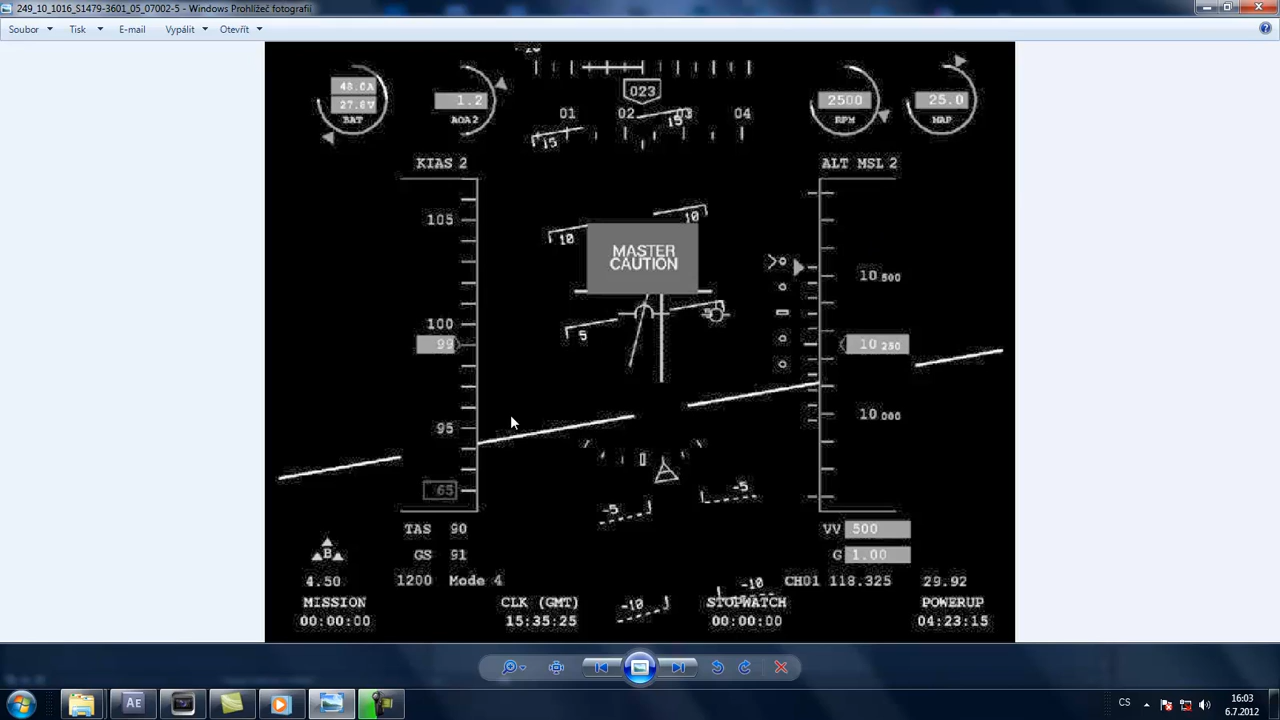 249_10_1016_S1479-3601_05_07002-5 - Windows Prohlížeč fotografií
Soubor Tisk E-mail Vypálit Otevřít
48.0A
27.8V
BAT
1.2
AOA2
023
2500
RPM
25.0
MAP
01 02 03 04
15 15
KIAS 2
ALT MSL 2
10 10
MASTER
CAUTION
105
10 500
100
5 5
99
10 250
95
10 000
65
-5 -5
TAS 90
VV 500
B
GS 91
G 1.00
4.50 1200 Mode 4
-10
CH01 118.325 29.92
MISSION CLK (GMT) -10 STOPWATCH POWERUP
00:00:00 15:35:25 00:00:00 04:23:15
Ae
CS
16:03
6.7.2012